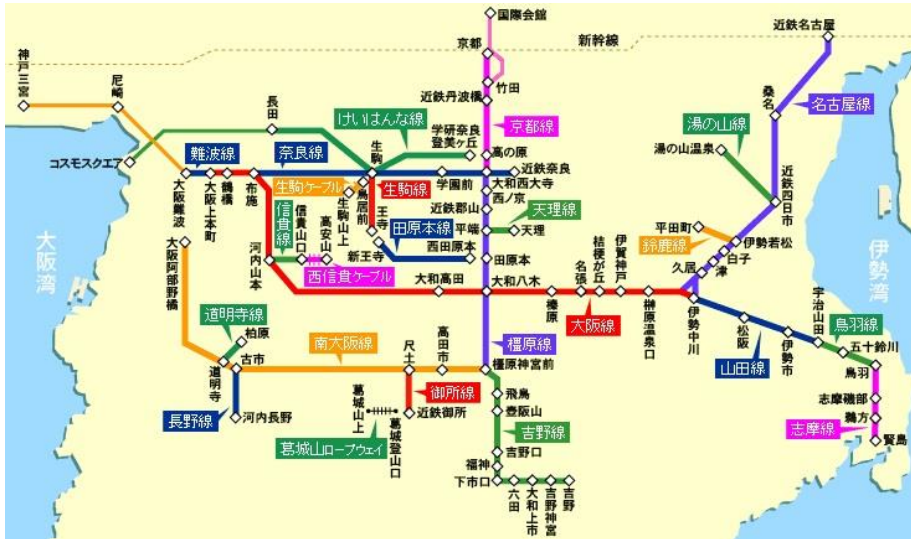 国際会館
近鉄名古屋
京都
新幹線
神戸三宮
尼崎
竹田
近鉄丹波橋
桑名
名古屋線
長田
けいはんな線
京都線
湯の山線
学研奈良
登美ヶ丘
コスモスクエア
難波線
奈良線
生駒
高の原
湯の山温泉
近鉄奈良
大阪難波
大阪上本町
鶴橋
布施
生駒ケーブル
鳥居前
生駒線
学園前
大和西大寺
西ノ京
近鉄四日市
生駒山上
王寺
近鉄郡山
天理線
信貴線
信貴山口
高安山
田原本線
平端
天理
平田町
鈴鹿線
伊勢若松
白子
津
久居
大阪湾
伊勢湾
大阪阿部野橋
河内山本
西信貴ケーブル
新王寺
西田原本
田原本
桔梗が丘
伊賀神戸
名張
大和高田
大和八木
榛原
大阪線
榊原温泉口
伊勢中川
宇治山田
鳥羽線
道明寺線
柏原
松阪
伊勢市
五十鈴川
南大阪線
高田市
橿原線
山田線
古市
道明寺
尺土
橿原神宮前
鳥羽
長野線
河内長野
御所線
近鉄御所
飛鳥
壺阪山
志摩磯部
鵜方
志摩線
賢島
葛城山上
葛城登山口
葛城山ロープウェイ
吉野線
吉野口
福神
下市口
六田
大和上市
吉野神宮
吉野